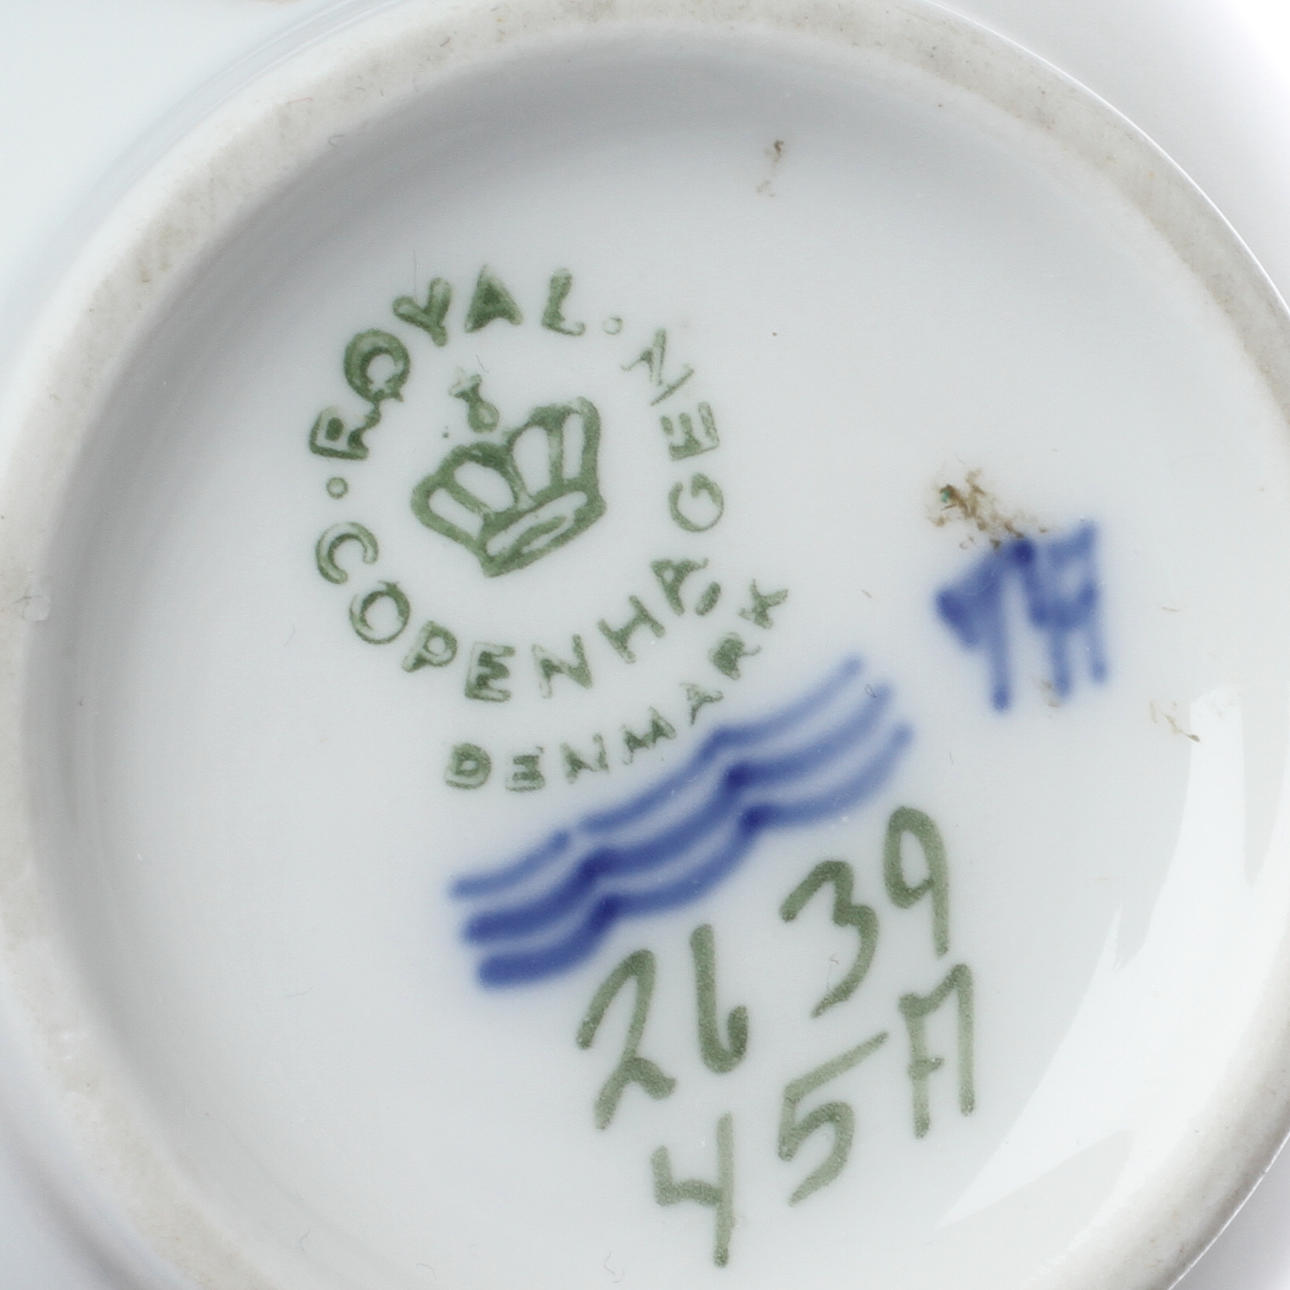 ROYAL · COPENHAGEN ·
DENMARK
2639
45A